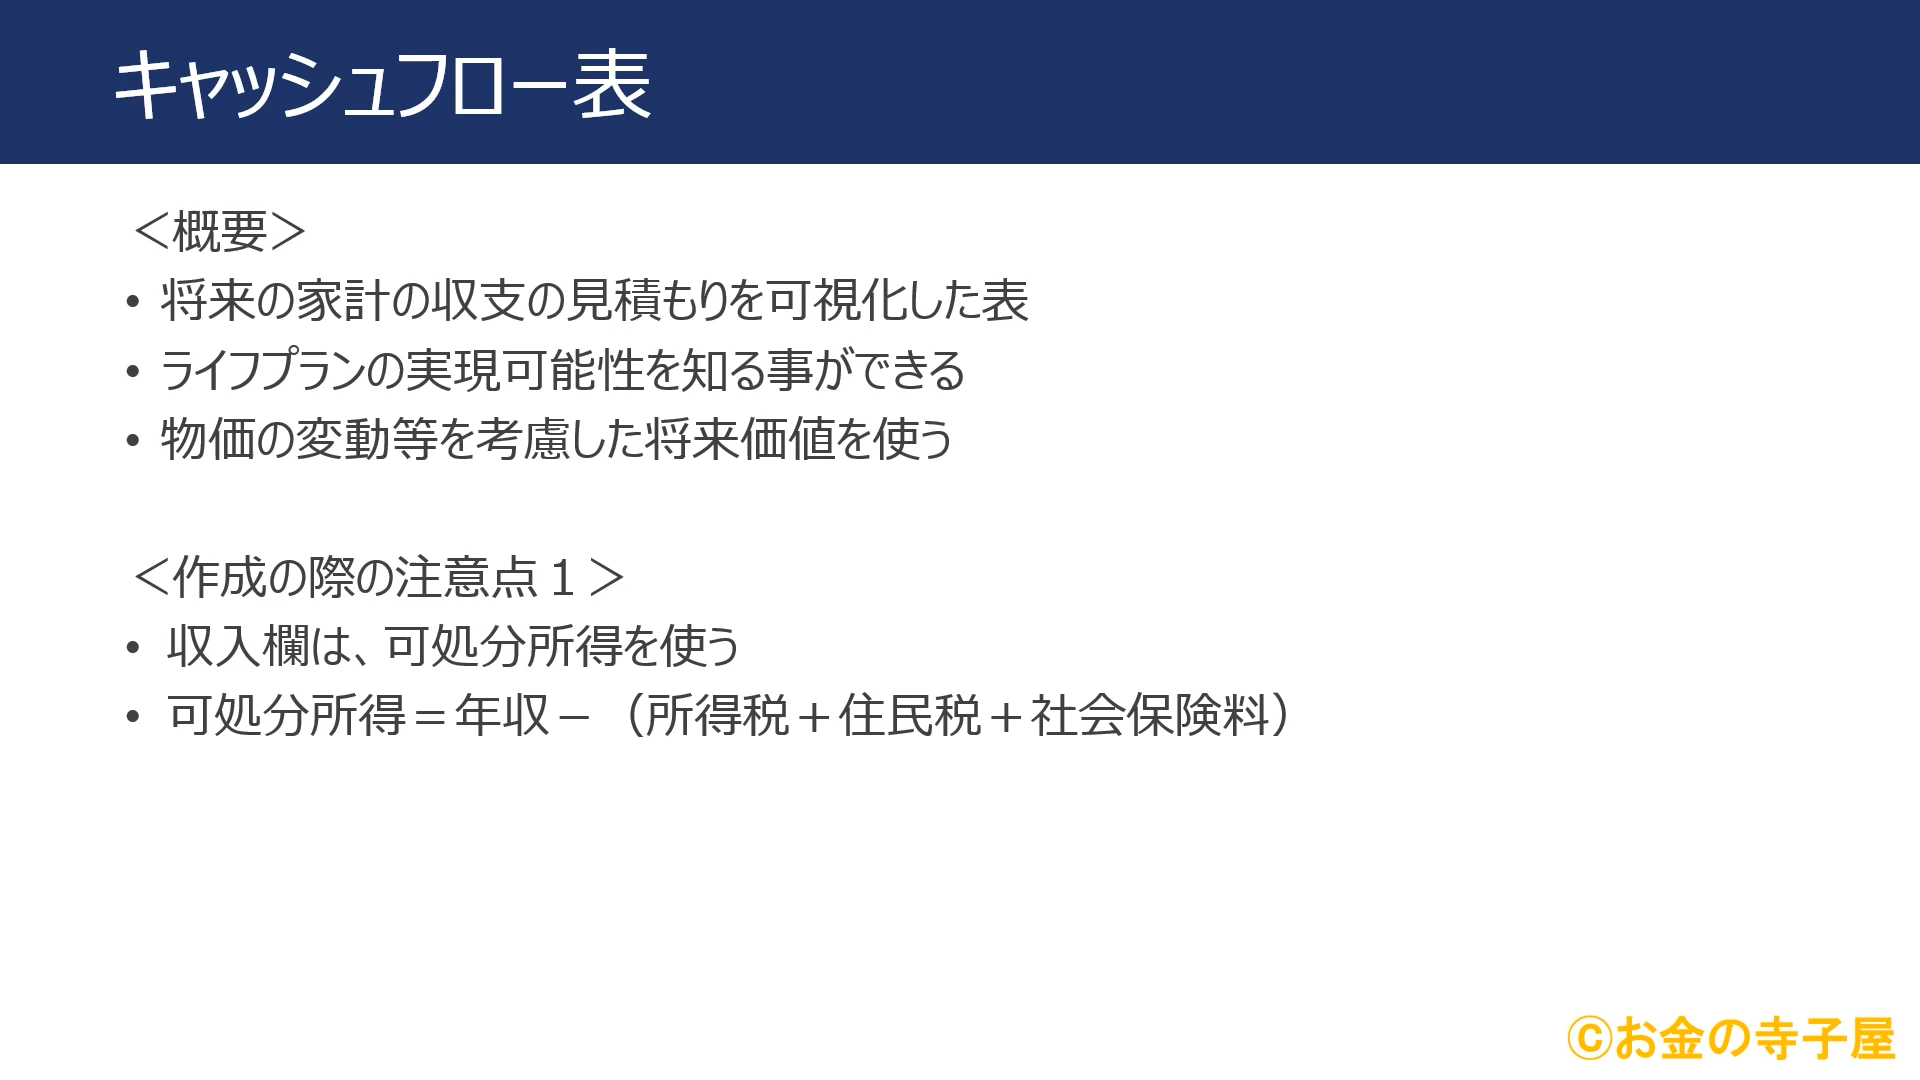 キャッシュフロー表
＜概要＞
• 将来の家計の収支の見積もりを可視化した表
• ライフプランの実現可能性を知る事ができる
• 物価の変動等を考慮した将来価値を使う
＜作成の際の注意点１＞
• 収入欄は、可処分所得を使う
• 可処分所得＝年収－（所得税＋住民税＋社会保険料）
©お金の寺子屋